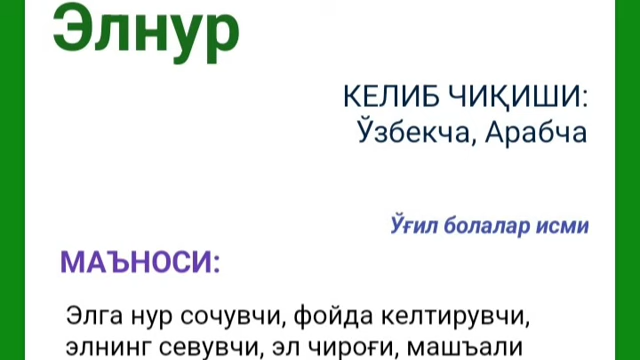 Элнур
КЕЛИБ ЧИҚИШИ:
Ўзбекча, Арабча
Ўғил болалар исми
МАЪНОСИ:
Элга нур сочувчи, фойда келтирувчи,
элнинг севувчи, эл чироғи, машъали